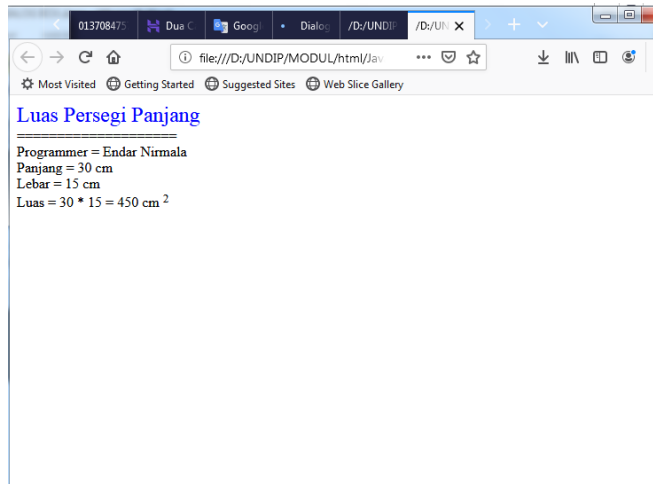 013708475 Dua C Googl • Dialog /D:/UNDIP /D:/UN
file:///D:/UNDIP/MODUL/html/Jav
Most Visited Getting Started Suggested Sites Web Slice Gallery
Luas Persegi Panjang
====================
Programmer = Endar Nirmala
Panjang = 30 cm
Lebar = 15 cm
Luas = 30 * 15 = 450 cm 2